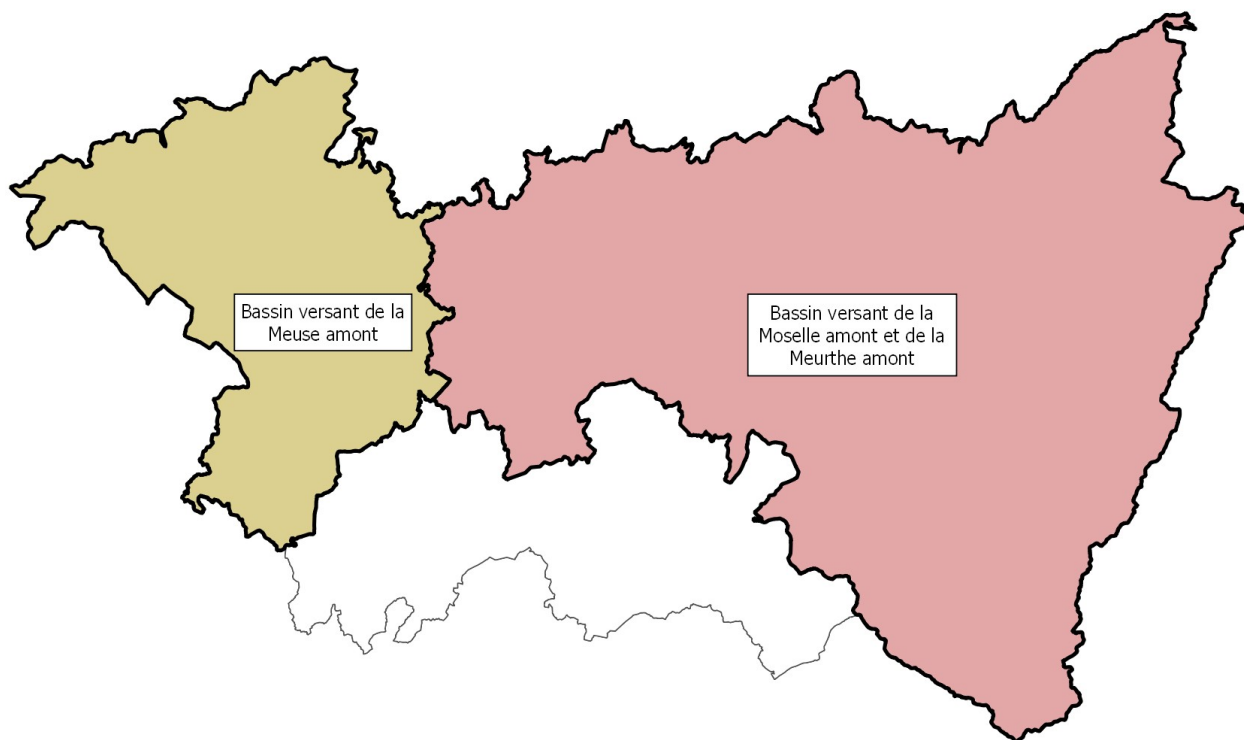 Bassin versant de la
Meuse amont
Bassin versant de la
Moselle amont et de la
Meurthe amont